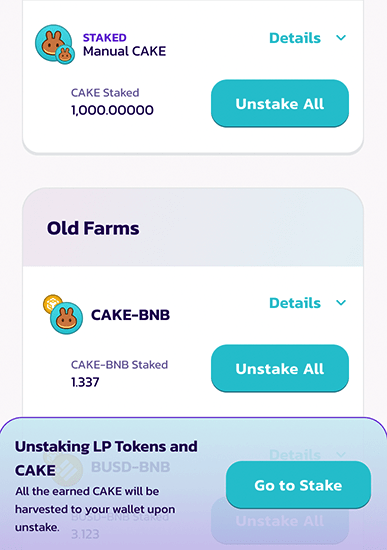 STAKED
Manual CAKE
Details
CAKE Staked
1,000.00000
Unstake All
Old Farms
CAKE-BNB
Details
CAKE-BNB Staked
1.337
Unstake All
Unstaking LP Tokens and
CAKE
All the earned CAKE will be
harvested to your wallet upon
unstake.
Go to Stake
BUSD-BNB
Details
BUSD-BNB Staked
3.123
Unstake All